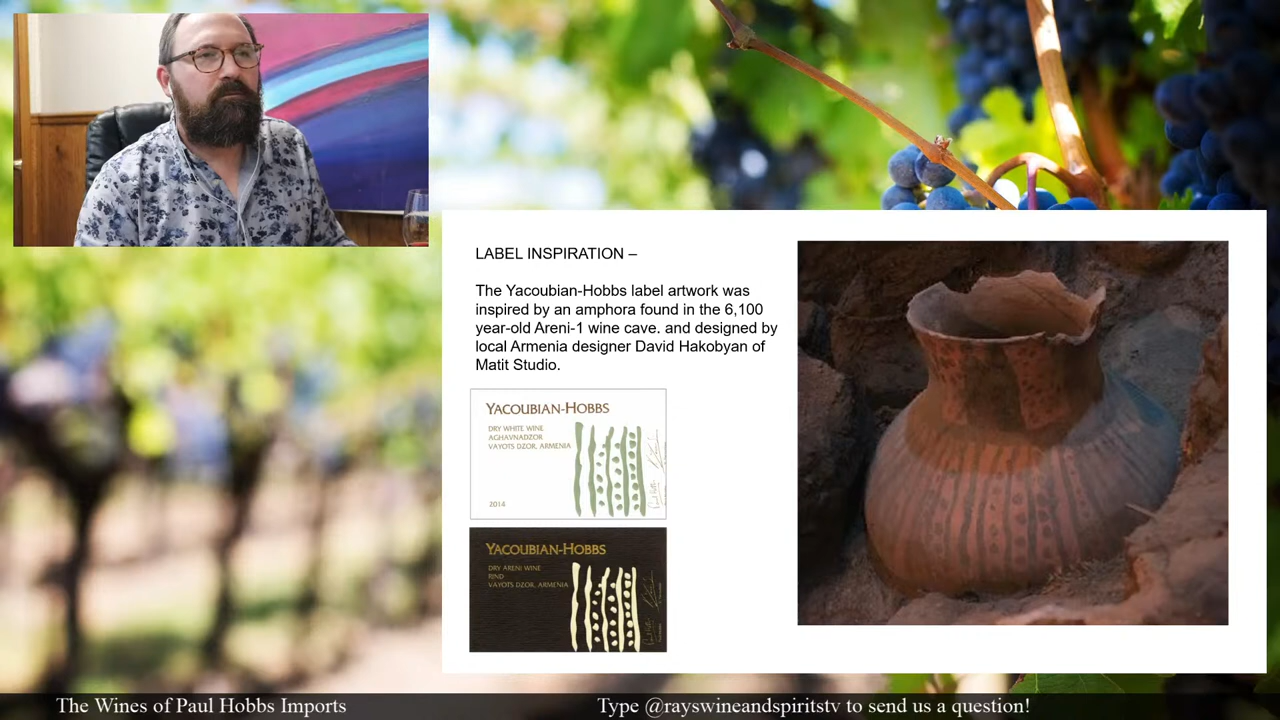 LABEL INSPIRATION –
The Yacoubian-Hobbs label artwork was
inspired by an amphora found in the 6,100
year-old Areni-1 wine cave. and designed by
local Armenia designer David Hakobyan of
Matit Studio.
YACOUBIAN-HOBBS
DRY WHITE WINE
AGHAVNADZOR
VAYOTS DZOR, ARMENIA
2014
YACOUBIAN-HOBBS
DRY ARENI WINE
RIND
VAYOTS DZOR, ARMENIA
The Wines of Paul Hobbs Imports
Type @rayswineandspiritstv to send us a question!